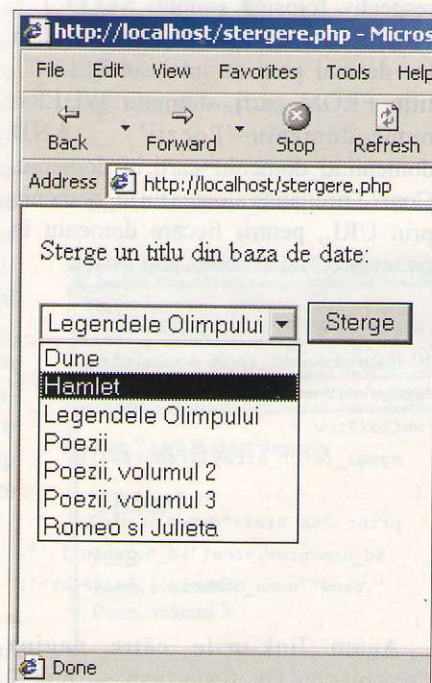 http://localhost/stergere.php - Micros
File Edit View Favorites Tools Help
Back Forward Stop Refresh
Address http://localhost/stergere.php
Sterge un titlu din baza de date:
Legendele Olimpului Sterge
Dune
Hamlet
Legendele Olimpului
Poezii
Poezii, volumul 2
Poezii, volumul 3
Romeo si Julieta
Done